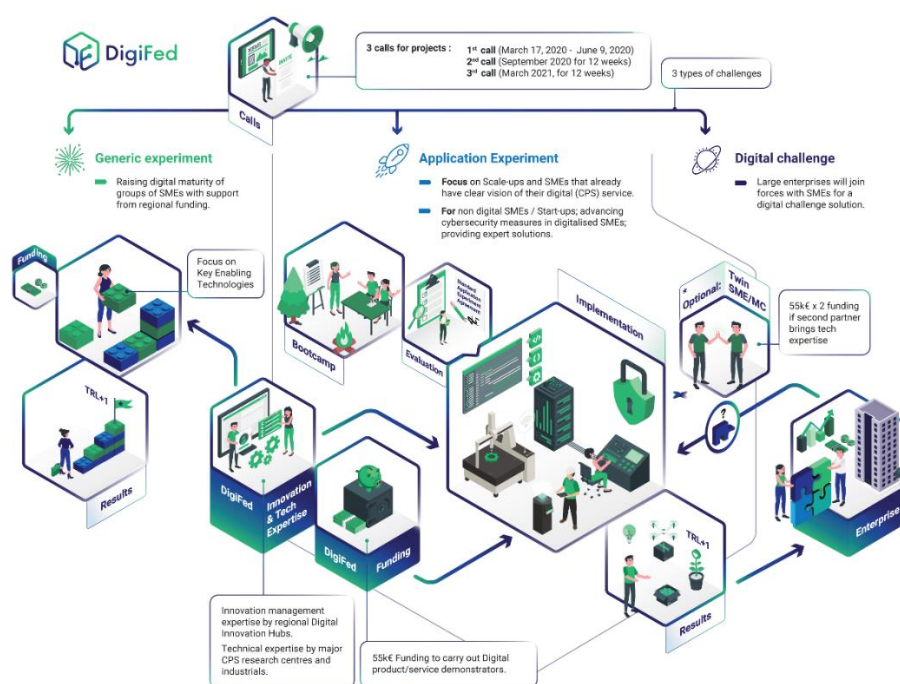 DigiFed
3 calls for projects :
1st call (March 17, 2020 - June 9, 2020)
2nd call (September 2020 for 12 weeks)
3rd call (March 2021, for 12 weeks)
3 types of challenges
INVITE
Calls
Generic experiment
Raising digital maturity of
groups of SMEs with support
from regional funding.
Application Experiment
Focus on Scale-ups and SMEs that already
have clear vision of their digital (CPS) service.
For non digital SMEs / Start-ups; advancing
cybersecurity measures in digitalised SMEs;
providing expert solutions.
Digital challenge
Large enterprises will join
forces with SMEs for a
digital challenge solution.
Funding
Focus on
Key Enabling
Technologies
Bootcamp
Standard
Application
Experiment
Agreement
Evaluation
Implementation
* Optional:
Twin
SME/MC
55k€ x 2 funding
if second partner
brings tech
expertise
TRL+1
Results
DigiFed
Innovation
& Tech
Expertise
DigiFed
Funding
TRL+1
Results
Enterprise
Innovation management
expertise by regional Digital
Innovation Hubs.
Technical expertise by major
CPS research centres and
industrials.
55k€ Funding to carry out Digital
product/service demonstrators.